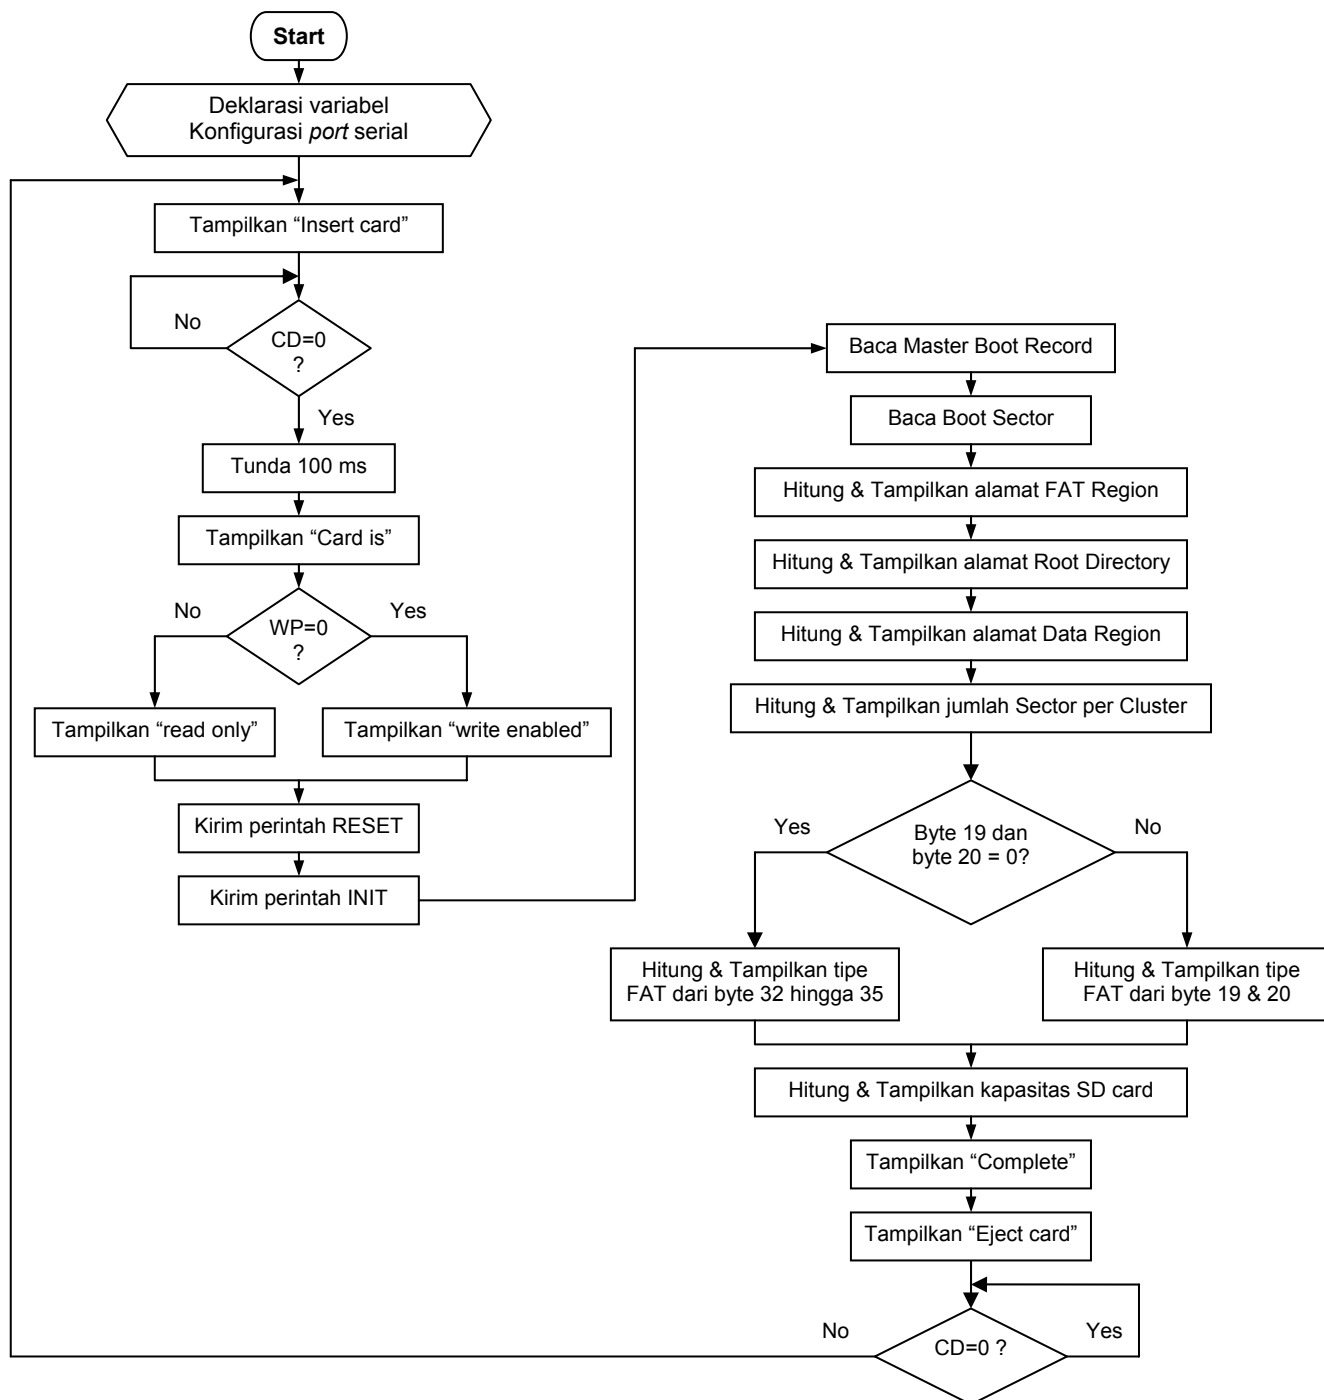 Start
Deklarasi variabel
Konfigurasi port serial
Tampilkan “Insert card”
No
CD=0
?
Yes
Tunda 100 ms
Tampilkan “Card is”
No
Yes
WP=0
?
Tampilkan “read only”
Tampilkan “write enabled”
Kirim perintah RESET
Kirim perintah INIT
Baca Master Boot Record
Baca Boot Sector
Hitung & Tampilkan alamat FAT Region
Hitung & Tampilkan alamat Root Directory
Hitung & Tampilkan alamat Data Region
Hitung & Tampilkan jumlah Sector per Cluster
Yes
No
Byte 19 dan
byte 20 = 0?
Hitung & Tampilkan tipe
FAT dari byte 32 hingga 35
Hitung & Tampilkan tipe
FAT dari byte 19 & 20
Hitung & Tampilkan kapasitas SD card
Tampilkan “Complete”
Tampilkan “Eject card”
No
CD=0 ?
Yes